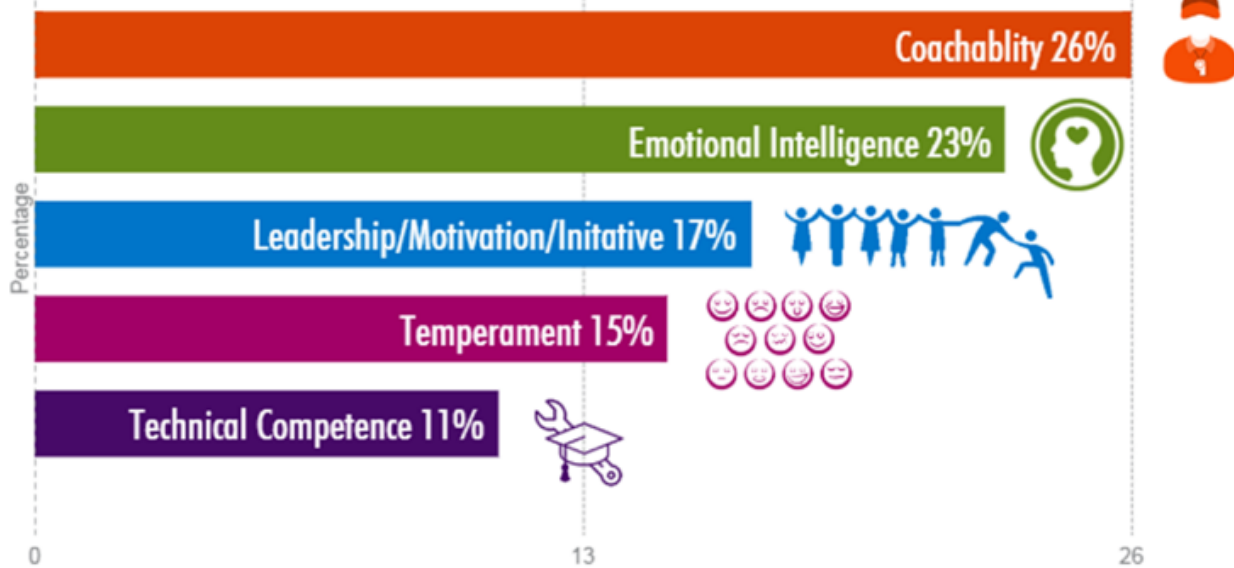 Coachablity 26%
Emotional Intelligence 23%
Percentage
Leadership/Motivation/Initative 17%
Temperament 15%
Technical Competence 11%
0 13 26